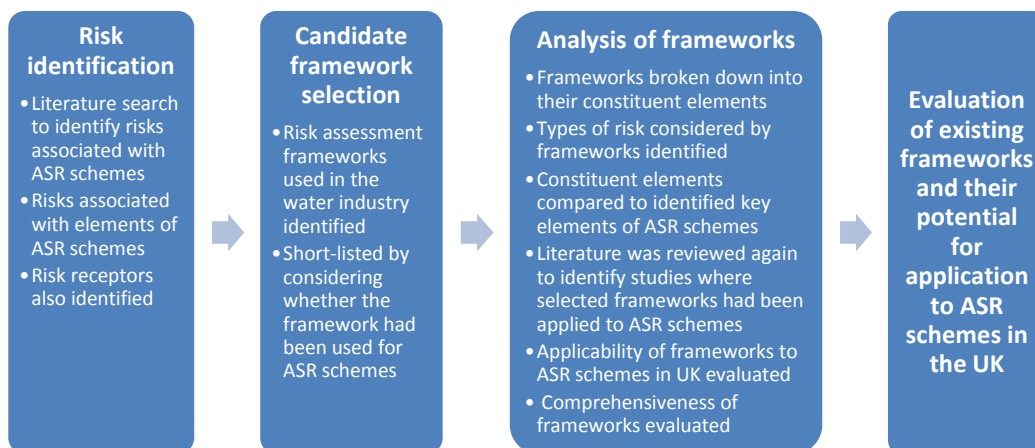 Risk
identification
•Literature search
to identify risks
associated with
ASR schemes
•Risks associated
with elements of
ASR schemes
•Risk receptors
also identified
Candidate
framework
selection
•Risk assessment
frameworks
used in the
water industry
identified
•Short-listed by
considering
whether the
framework had
been used for
ASR schemes
Analysis of frameworks
•Frameworks broken down into
their constituent elements
•Types of risk considered by
frameworks identified
•Constituent elements
compared to identified key
elements of ASR schemes
•Literature was reviewed again
to identify studies where
selected frameworks had been
applied to ASR schemes
•Applicability of frameworks to
ASR schemes in UK evaluated
• Comprehensiveness of
frameworks evaluated
Evaluation
of existing
frameworks
and their
potential
for
application
to ASR
schemes in
the UK